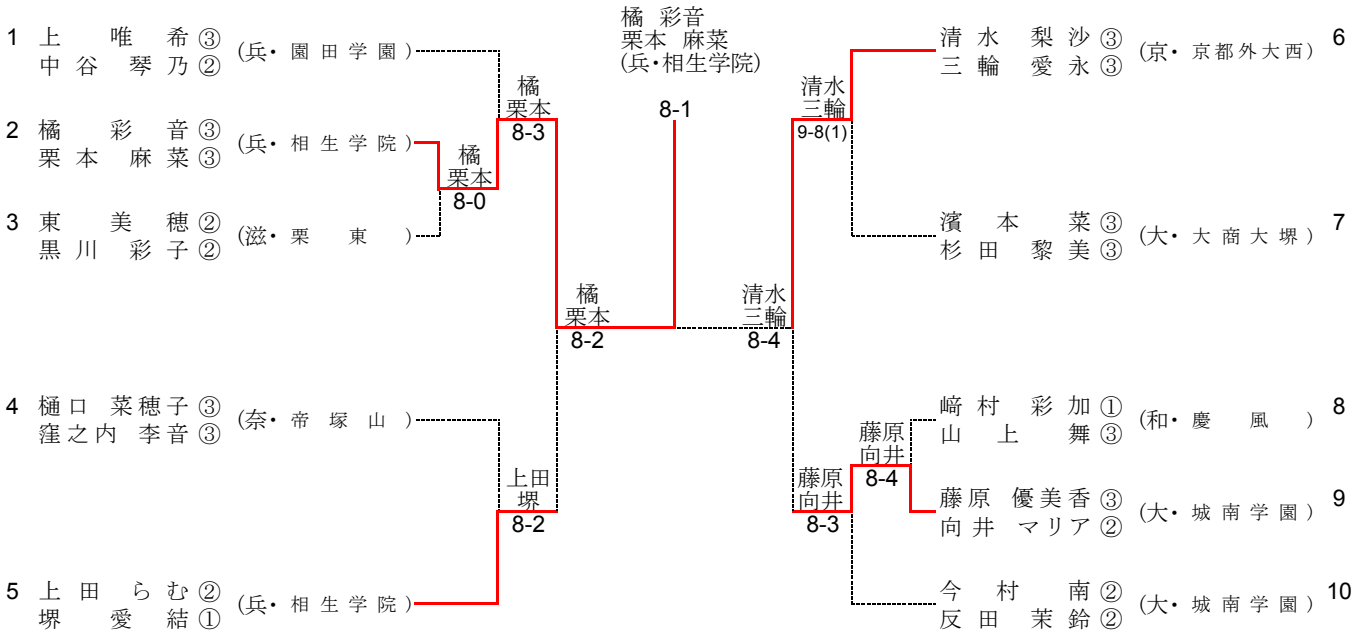 1 上 唯 希 ③ (兵・園田学園)
中 谷 琴 乃 ②
2 橘 彩 音 ③ (兵・相生学院)
栗 本 麻 菜 ③
3 東 美 穂 ② (滋・栗東)
黒 川 彩 子 ②
4 樋口 菜穂子 ③ (奈・帝塚山)
窪之内 李音 ③
5 上 田 ら む ② (兵・相生学院)
堺 愛 結 ①
橘
栗本
8-0
橘
栗本
8-3
上田
堺
8-2
橘
栗本
8-2
橘 彩音
栗本 麻菜
(兵・相生学院)
8-1
清水
三輪
8-4
清水
三輪
9-8(1)
藤原
向井
8-3
藤原
向井
8-4
清 水 梨 沙 ③ (京・京都外大西) 6
三 輪 愛 永 ③
濱 本 菜 ③ (大・大商大堺) 7
杉 田 黎 美 ③
﨑 村 彩 加 ① (和・慶風) 8
山 上 舞 ③
藤原 優美香 ③ (大・城南学園) 9
向井 マリア ②
今 村 南 ② (大・城南学園) 10
反 田 茉 鈴 ②